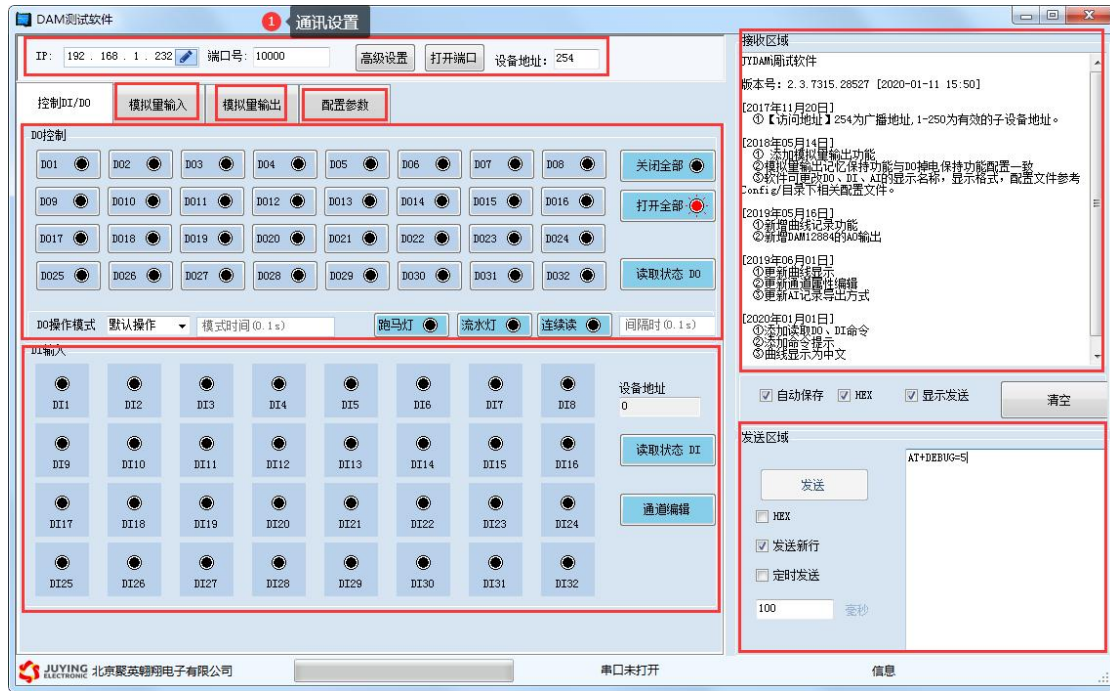 DAM测试软件
1 通讯设置
IP: 192 . 168 . 1 . 232 端口号: 10000 高级设置 打开端口 设备地址: 254
控制DI/DO 模拟量输入 模拟量输出 配置参数
DO控制
DO1 DO2 DO3 DO4 DO5 DO6 DO7 DO8 关闭全部
DO9 DO10 DO11 DO12 DO13 DO14 DO15 DO16 打开全部
DO17 DO18 DO19 DO20 DO21 DO22 DO23 DO24
DO25 DO26 DO27 DO28 DO29 DO30 DO31 DO32 读取状态 DO
DO操作模式 默认操作 模式时间(0.1s) 跑马灯 流水灯 连续读 间隔时(0.1s)
DI输入
DI1 DI2 DI3 DI4 DI5 DI6 DI7 DI8
设备地址
0
DI9 DI10 DI11 DI12 DI13 DI14 DI15 DI16
读取状态 DI
DI17 DI18 DI19 DI20 DI21 DI22 DI23 DI24
通道编辑
DI25 DI26 DI27 DI28 DI29 DI30 DI31 DI32
接收区域
JYDAM调试软件
版本号: 2.3.7315.28527 [2020-01-11 15:50]
[2017年11月20日]
①【访问地址】254为广播地址,1-250为有效的子设备地址。
[2018年05月14日]
① 添加模拟量输出功能
②模拟量输出记忆保持功能与DO掉电保持功能配置一致
③软件可更改DO、DI、AI的显示名称，显示格式，配置文件参考
Config/目录下相关配置文件。
[2019年05月16日]
①新增曲线记录功能
②新增DAM12884的AO输出
[2019年06月01日]
①更新曲线显示
②更新通道属性编辑
③更新AI记录导出方式
[2020年01月01日]
①添加读取DO、DI命令
②添加命令提示
③曲线显示为中文
自动保存 HEX 显示发送 清空
发送区域
AT+DEBUG=5
发送
HEX
发送新行
定时发送
100 毫秒
JUYING ELECTRONIC 北京聚英翱翔电子有限公司 串口未打开 信息